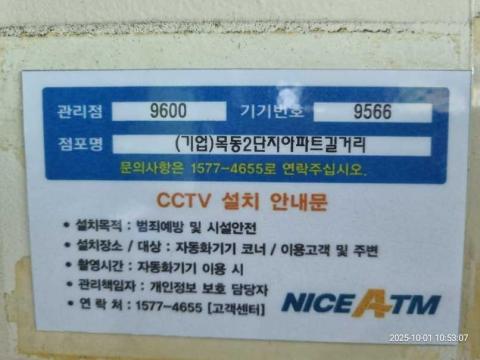 관리점 9600 기기번호 9566
점포명 (기업)목동2단지아파트길거리
문의사항은 1577-4655로 연락주십시오.
CCTV 설치 안내문
• 설치목적 : 범죄예방 및 시설안전
• 설치장소 / 대상 : 자동화기기 코너 / 이용고객 및 주변
• 촬영시간 : 자동화기기 이용 시
• 관리책임자 : 개인정보 보호 담당자
• 연 락 처 : 1577-4655 [고객센터]
NICE ATM
2025-10-01 10:53:07